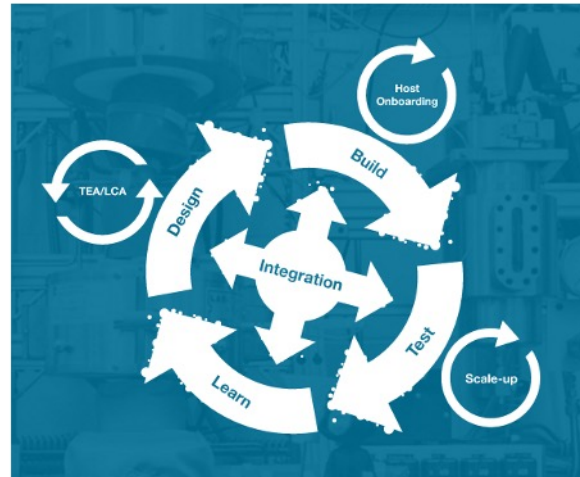 Host
Onboarding
Build
TEA/LCA
Design
Integration
Test
Scale-up
Learn